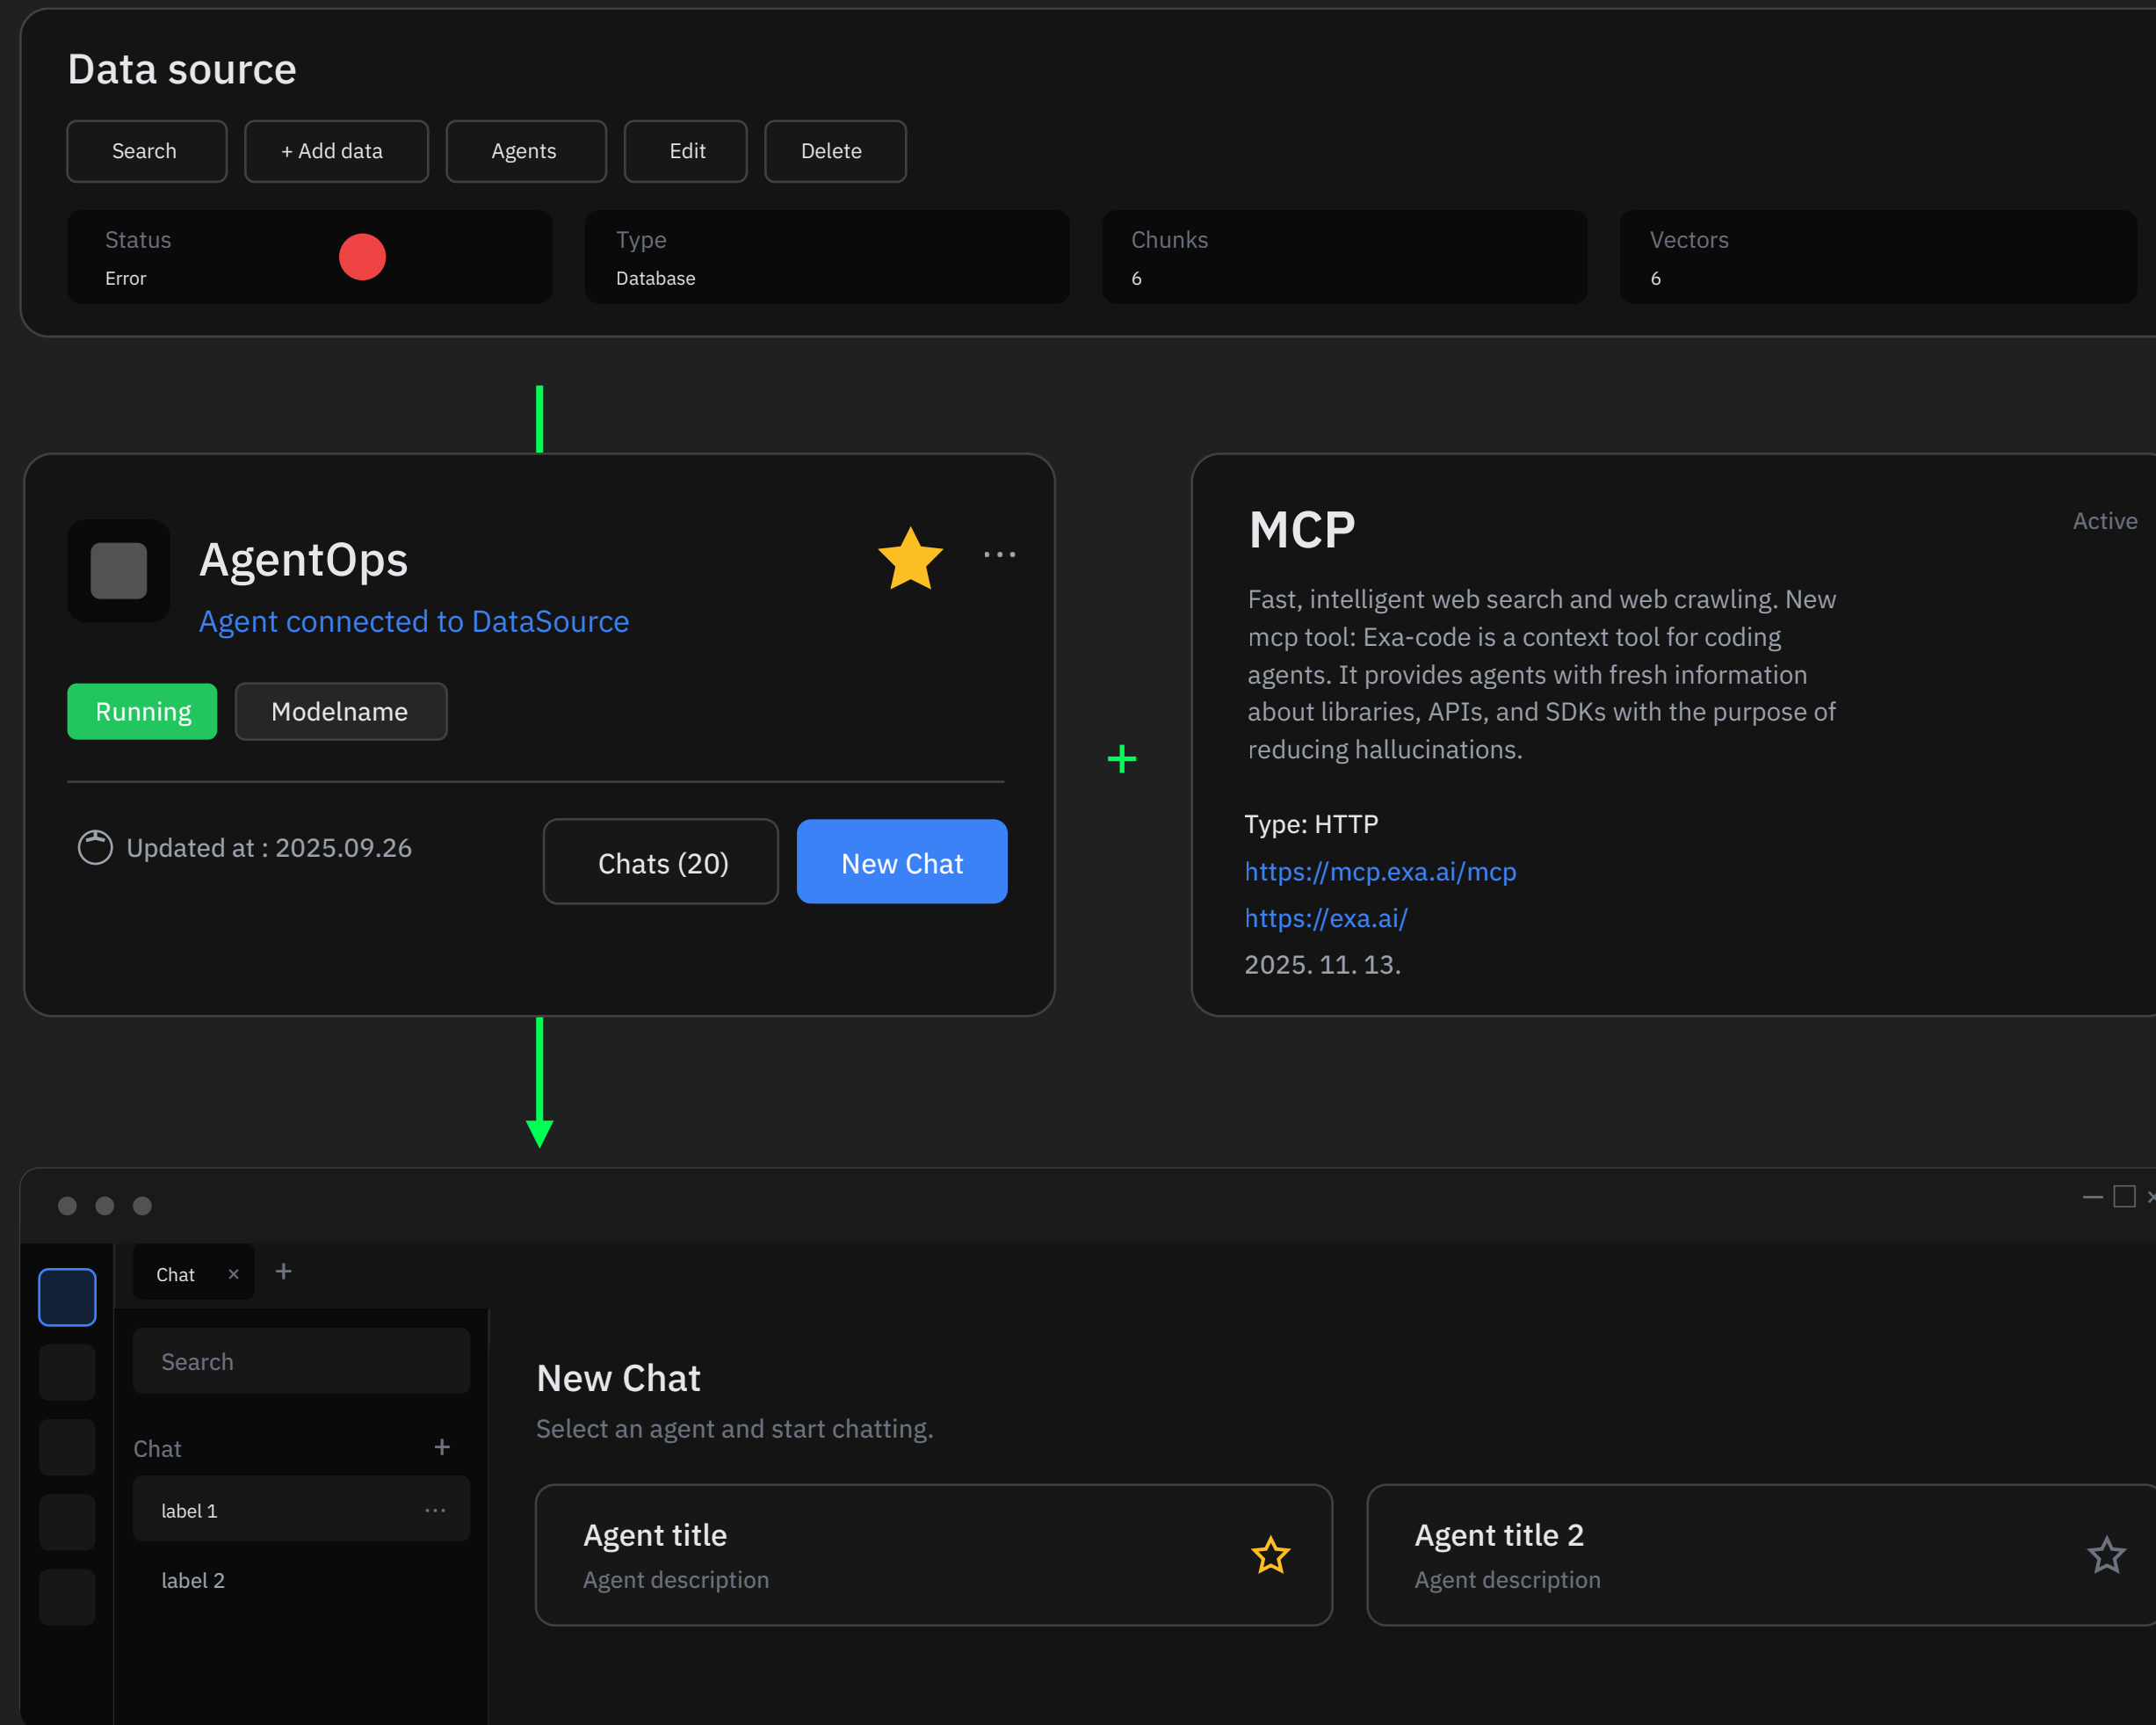 Data source
Search
+ Add data
Agents
Edit
Delete
Status
Error
Type
Database
Chunks
6
Vectors
6
AgentOps
...
Agent connected to DataSource
Running
Modelname
Updated at : 2025.09.26
Chats (20)
New Chat
+
MCP
Active
Fast, intelligent web search and web crawling. New
mcp tool: Exa-code is a context tool for coding
agents. It provides agents with fresh information
about libraries, APIs, and SDKs with the purpose of
reducing hallucinations.
Type: HTTP
https://mcp.exa.ai/mcp
https://exa.ai/
2025. 11. 13.
Chat
×
+
Search
Chat
+
label 1
...
label 2
New Chat
Select an agent and start chatting.
Agent title
Agent description
Agent title 2
Agent description